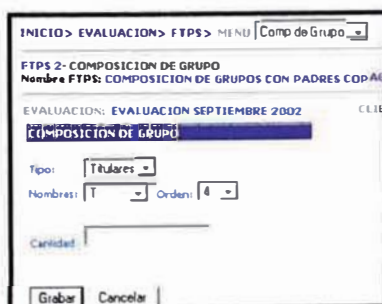 INICIO> EVALUACION> FTPS> MENU Comp de Grupo
FTPS 2- COMPOSICION DE GRUPO
Nombre FTPS: COMPOSICION DE GRUPOS CON PADRES COP
EVALUACION: EVALUACION SEPTIEMBRE 2002 CLIE
COMPOSICION DE GRUPO
Tipo: Titulares
Nombres: T Orden: 4
Cantidad
Grabar Cancelar